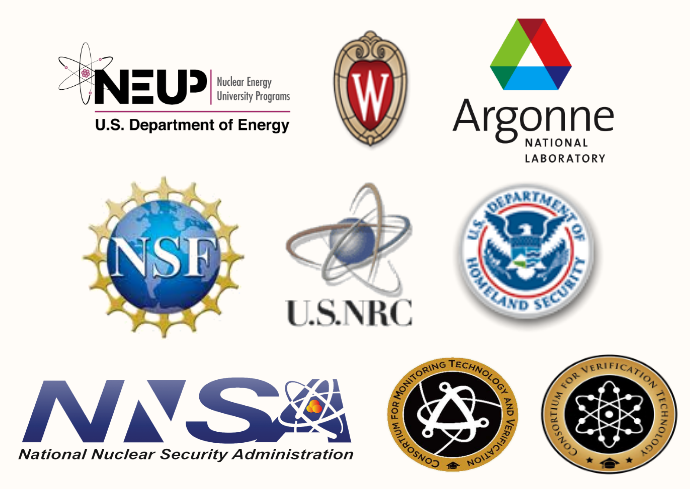 NEUP
Nuclear Energy
University Programs
U.S. Department of Energy
W
Argonne
NATIONAL
LABORATORY
NSF
U.S.NRC
U.S. DEPARTMENT OF
HOMELAND SECURITY
NNSA
National Nuclear Security Administration
CONSORTIUM FOR MONITORING TECHNOLOGY AND VERIFICATION
CONSORTIUM FOR VERIFICATION TECHNOLOGY